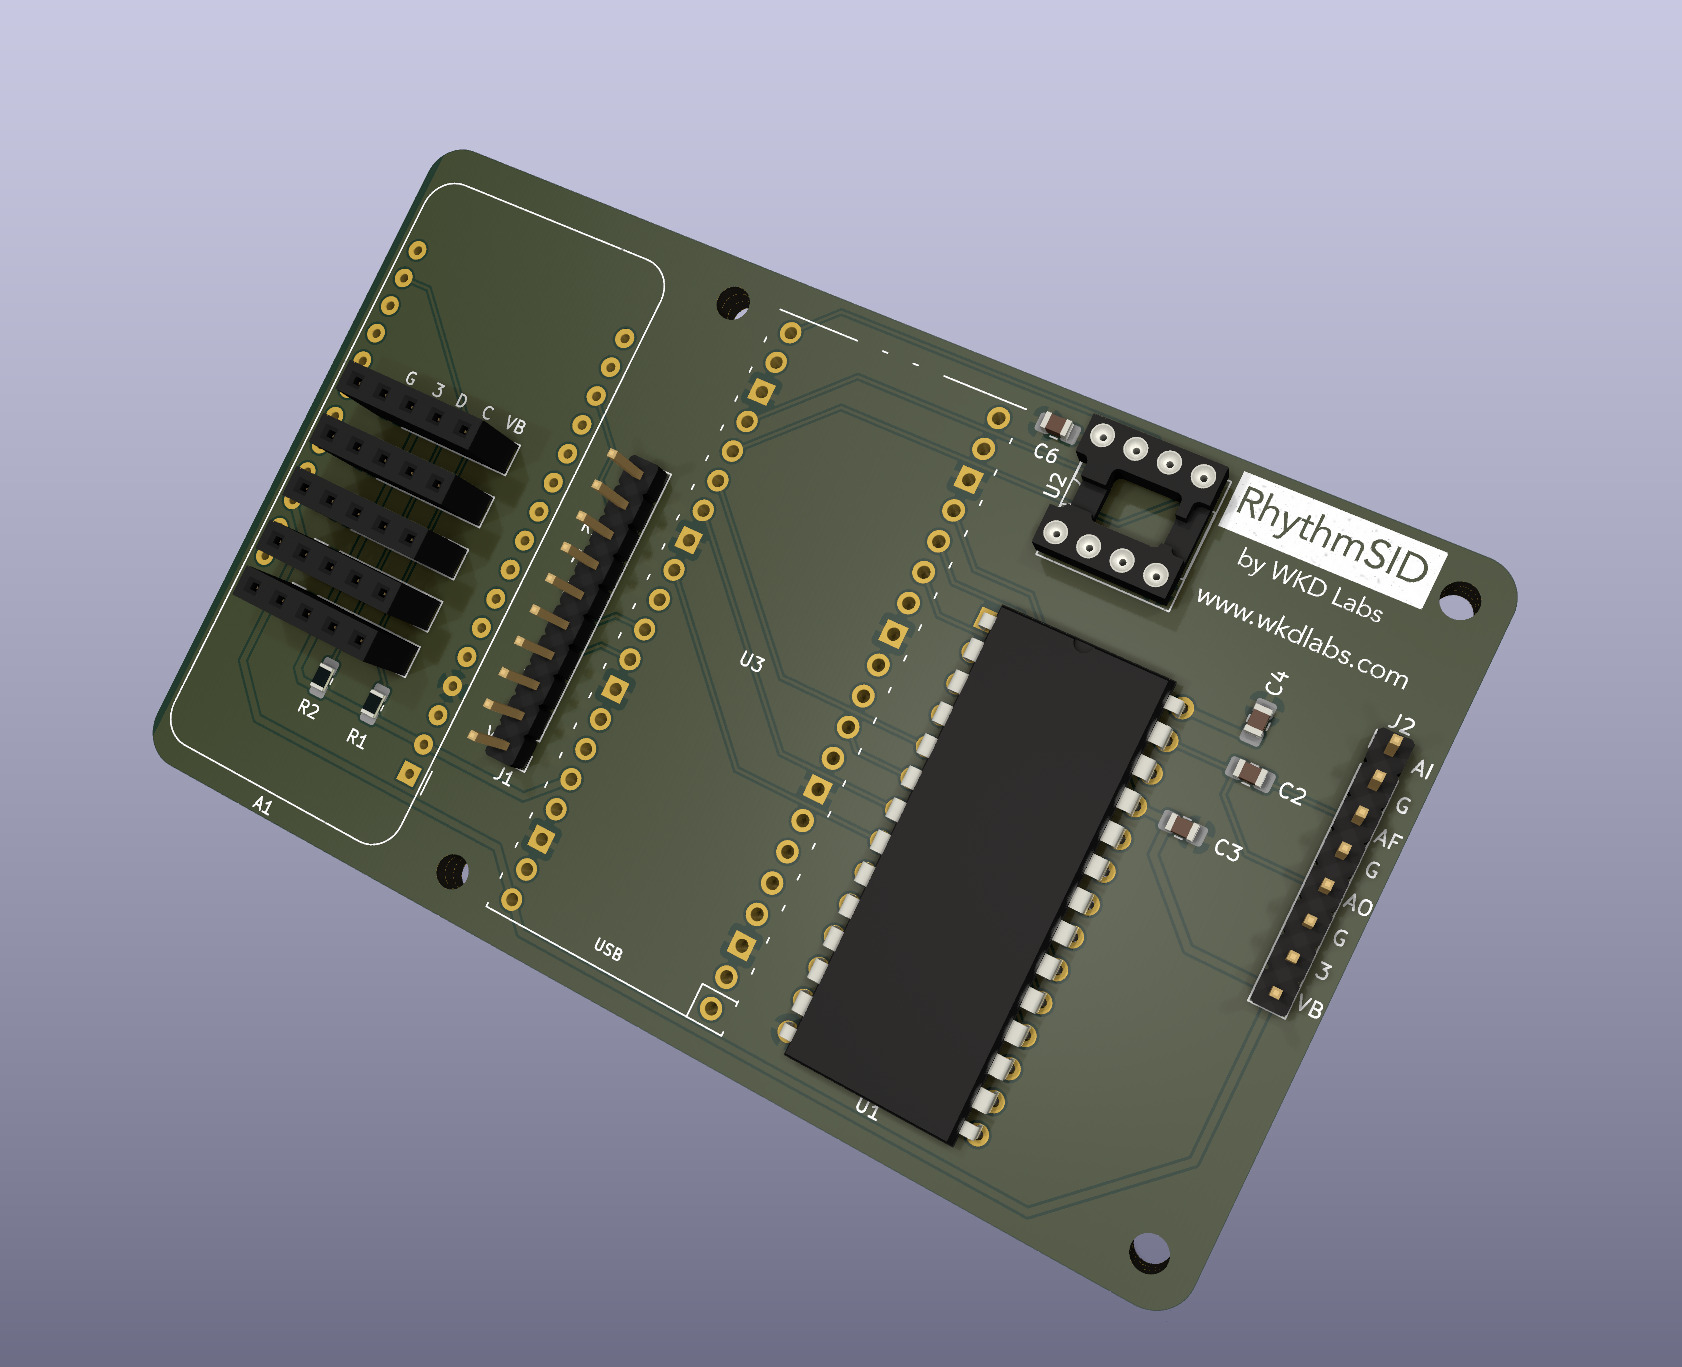 G
3
D
C
VB
C6
U2
RhythmSID
by WKD Labs
www.wkdlabs.com
U3
C4
J2
AI
G
AF
G
AO
G
3
VB
C2
C3
R2
R1
J1
A1
USB
U1